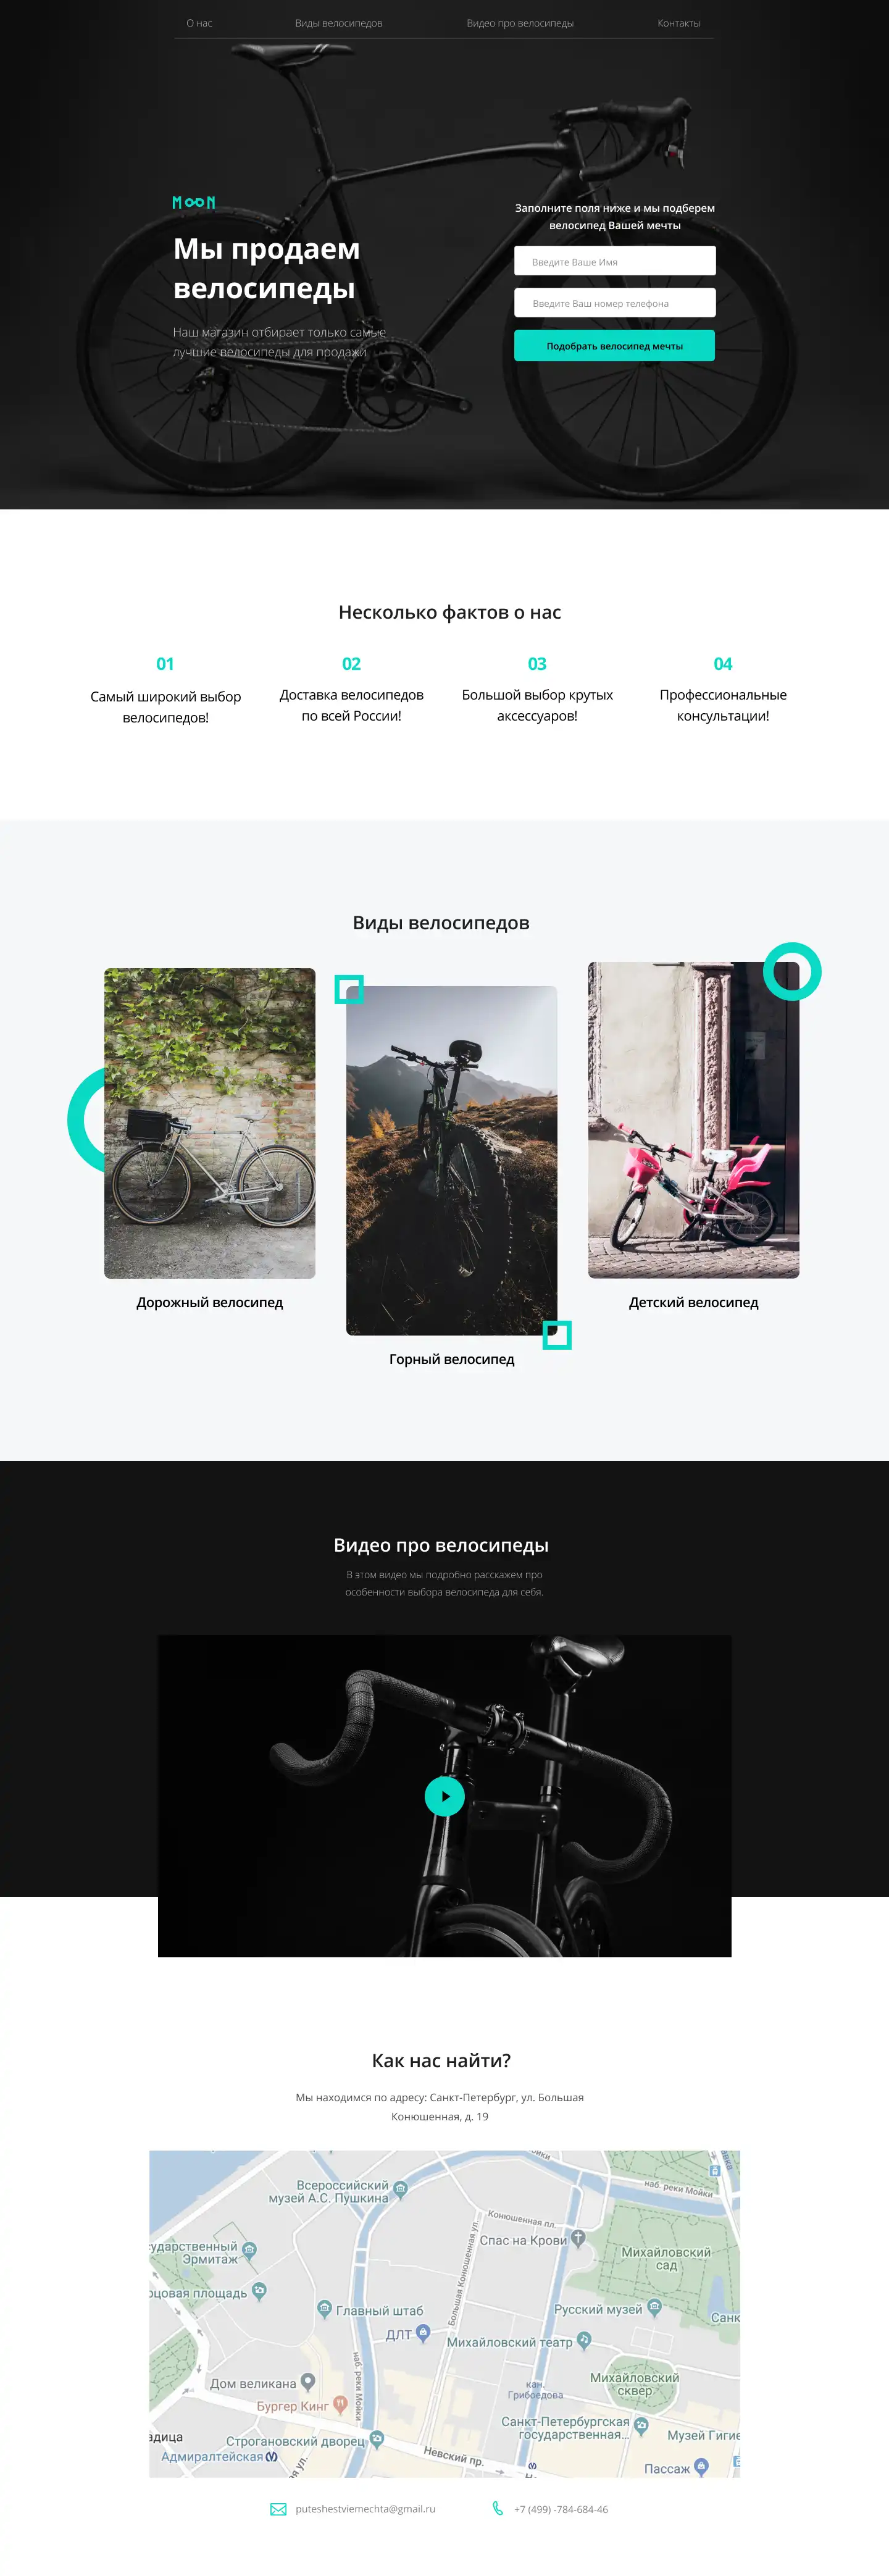 О нас
Виды велосипедов
Видео про велосипеды
Контакты
MOON
Мы продаем
велосипеды
Наш магазин отбирает только самые
лучшие велосипеды для продажи
Заполните поля ниже и мы подберем
велосипед Вашей мечты
Введите Ваше Имя
Введите Ваш номер телефона
Подобрать велосипед мечты
Несколько фактов о нас
01
Самый широкий выбор
велосипедов!
02
Доставка велосипедов
по всей России!
03
Большой выбор крутых
аксессуаров!
04
Профессиональные
консультации!
Виды велосипедов
Дорожный велосипед
Горный велосипед
Детский велосипед
Видео про велосипеды
В этом видео мы подробно расскажем про
особенности выбора велосипеда для себя.
Как нас найти?
Мы находимся по адресу: Санкт-Петербург, ул. Большая
Конюшенная, д. 19
Всероссийский
музей А.С. Пушкина
наб. реки Мойки
Конюшенная пл.
Спас на Крови
Михайловский
сад
ударственный
Эрмитаж
рцовая площадь
Большая Конюшенная ул.
Главный штаб
Русский музей
Санк
ДЛТ
Михайловский театр
Дом великана
наб. реки Мойки
кан.
Грибоедова
Михайловский
сквер
Бургер Кинг
Санкт-Петербургская
государственная...
адица
Строгановский дворец
Музей Гигие
Адмиралтейская
Невский пр.
Пассаж
puteshestviemechta@gmail.ru
+7 (499) -784-684-46